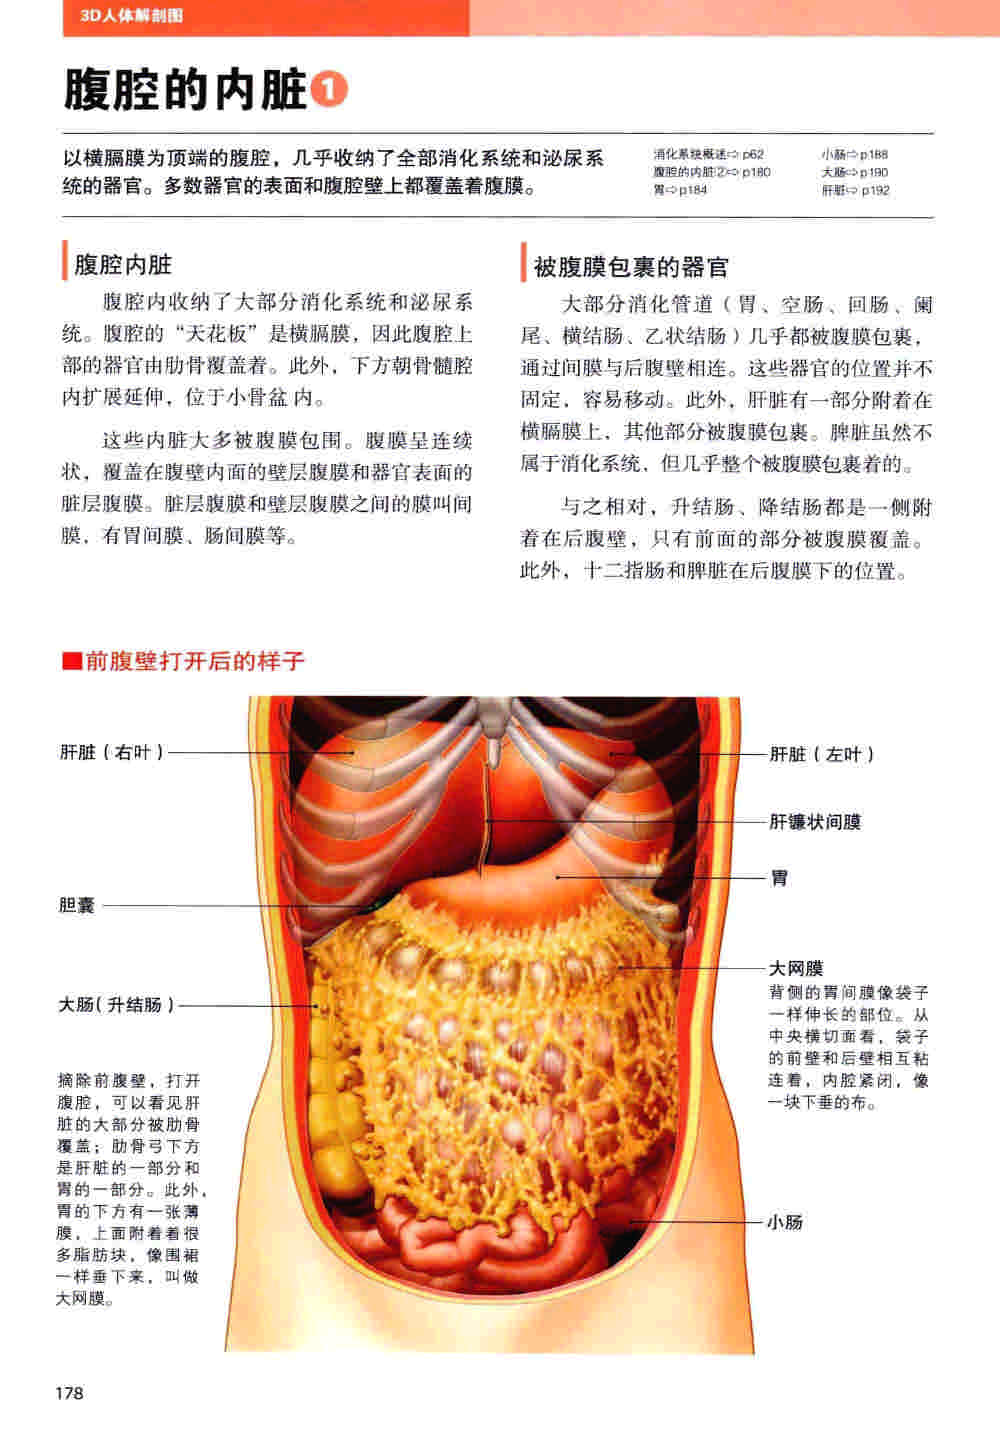 3D人体解剖图
腹腔的内脏1
以横膈膜为顶端的腹腔，几乎收纳了全部消化系统和泌尿系
统的器官。多数器官的表面和腹腔壁上都覆盖着腹膜。
消化系统概述⇨p62
腹腔的内脏②⇨p180
胃⇨p184
小肠⇨p188
大肠⇨p190
肝脏⇨p192
腹腔内脏
腹腔内收纳了大部分消化系统和泌尿系
统。腹腔的“天花板”是横膈膜，因此腹腔上
部的器官由肋骨覆盖着。此外，下方朝骨髓腔
内扩展延伸，位于小骨盆内。
这些内脏大多被腹膜包围。腹膜呈连续
状，覆盖在腹壁内面的壁层腹膜和器官表面的
脏层腹膜。脏层腹膜和壁层腹膜之间的膜叫间
膜，有胃间膜、肠间膜等。
被腹膜包裹的器官
大部分消化管道（胃、空肠、回肠、阑
尾、横结肠、乙状结肠）几乎都被腹膜包裹，
通过间膜与后腹壁相连。这些器官的位置并不
固定，容易移动。此外，肝脏有一部分附着在
横膈膜上，其他部分被腹膜包裹。脾脏虽然不
属于消化系统，但几乎整个被腹膜包裹着的。
与之相对，升结肠、降结肠都是一侧附
着在后腹壁，只有前面的部分被腹膜覆盖。
此外，十二指肠和脾脏在后腹膜下的位置。
■前腹壁打开后的样子
肝脏（右叶）
胆囊
大肠（升结肠）
摘除前腹壁，打开
腹腔，可以看见肝
脏的大部分被肋骨
覆盖；肋骨弓下方
是肝脏的一部分和
胃的一部分。此外，
胃的下方有一张薄
膜，上面附着着很
多脂肪块，像围裙
一样垂下来，叫做
大网膜。
肝脏（左叶）
肝镰状间膜
胃
大网膜
背侧的胃间膜像袋子
一样伸长的部位。从
中央横切面看，袋子
的前壁和后壁相互粘
连着，内腔紧闭，像
一块下垂的布。
小肠
178